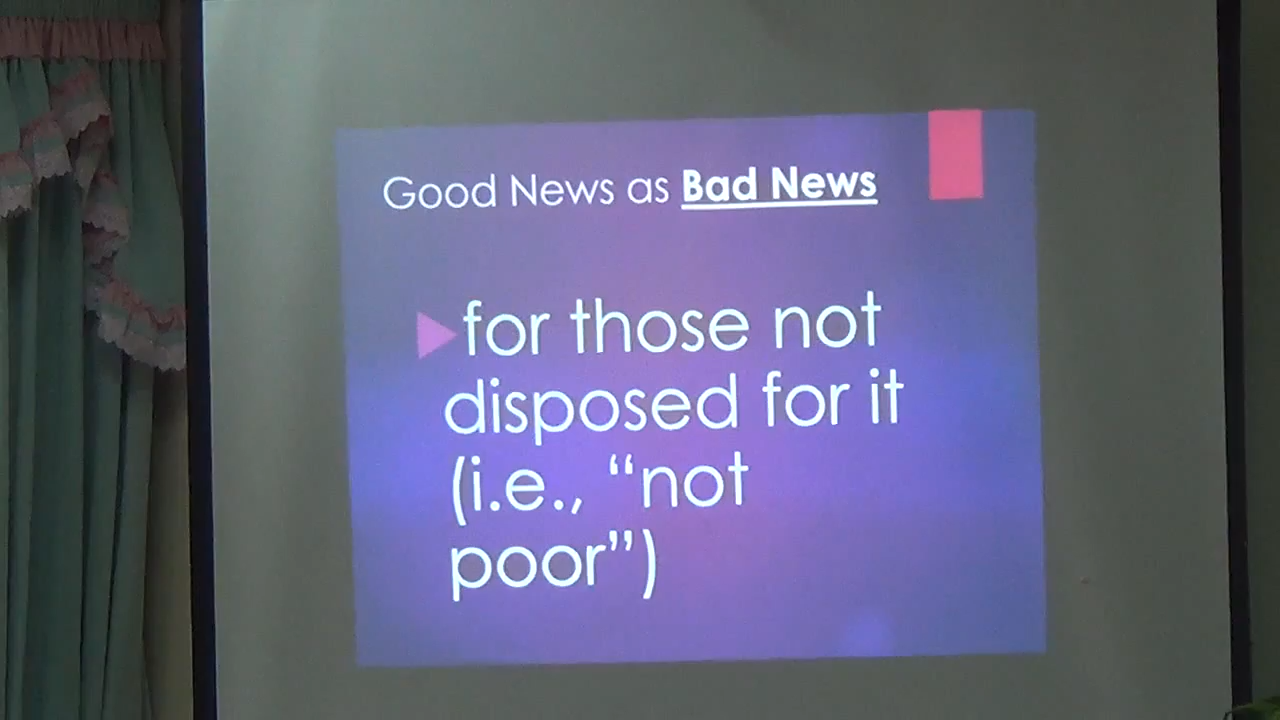 Good News as Bad News
for those not
disposed for it
(i.e., “not
poor”)